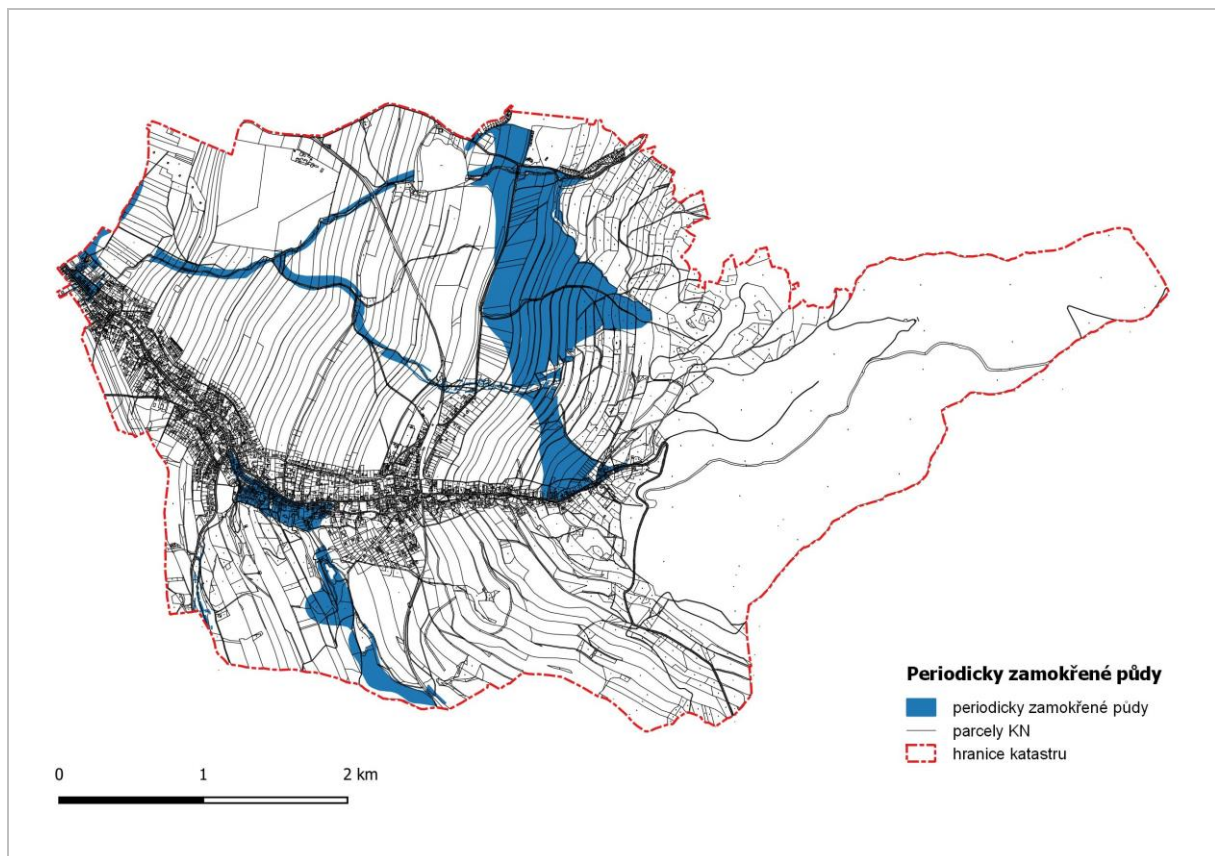 Periodicky zamokřené půdy
periodicky zamokřené půdy
parcely KN
hranice katastru
0 1 2 km